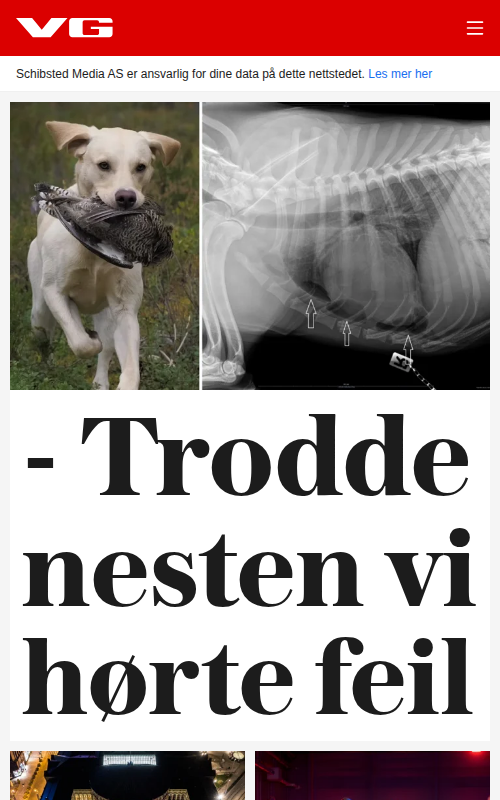 VG
Schibsted Media AS er ansvarlig for dine data på dette nettstedet. Les mer her
- Trodde
nesten vi
hørte feil